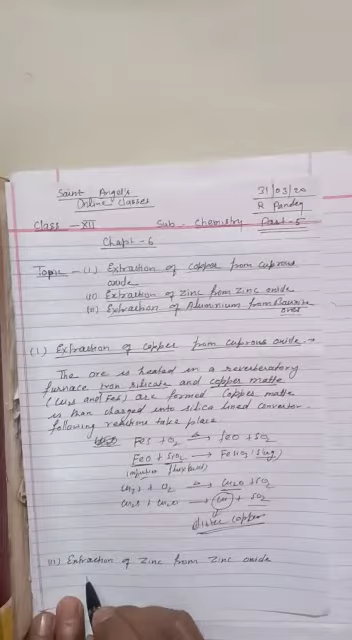 Saint Angel's
Online Classes
31/03/20
R Pandey
Class - XII
Sub - Chemistry
Part-5
Chapt-6
Topic - (i) Extraction of copper from cuprous
oxide
(ii) Extraction of zinc from zinc oxide
(iii) Extraction of Aluminium from Bauxite
ores
(i) Extraction of copper from cuprous oxide →
The ore is heated in a reverberatory
furnace iron silicate and copper matte
(Cu2S and FeS) are formed copper matte
is than charged into silica lined convertor.
following reactions take place
FeS + O2 → FeO + SO2
FeO + SiO2 → FeSiO3 (slag)
(impurities) (flux)
Cu2S + O2 → Cu2O + SO2
Cu2S + Cu2O → Cu + SO2
blister copper
Extraction of Zinc from Zinc oxide